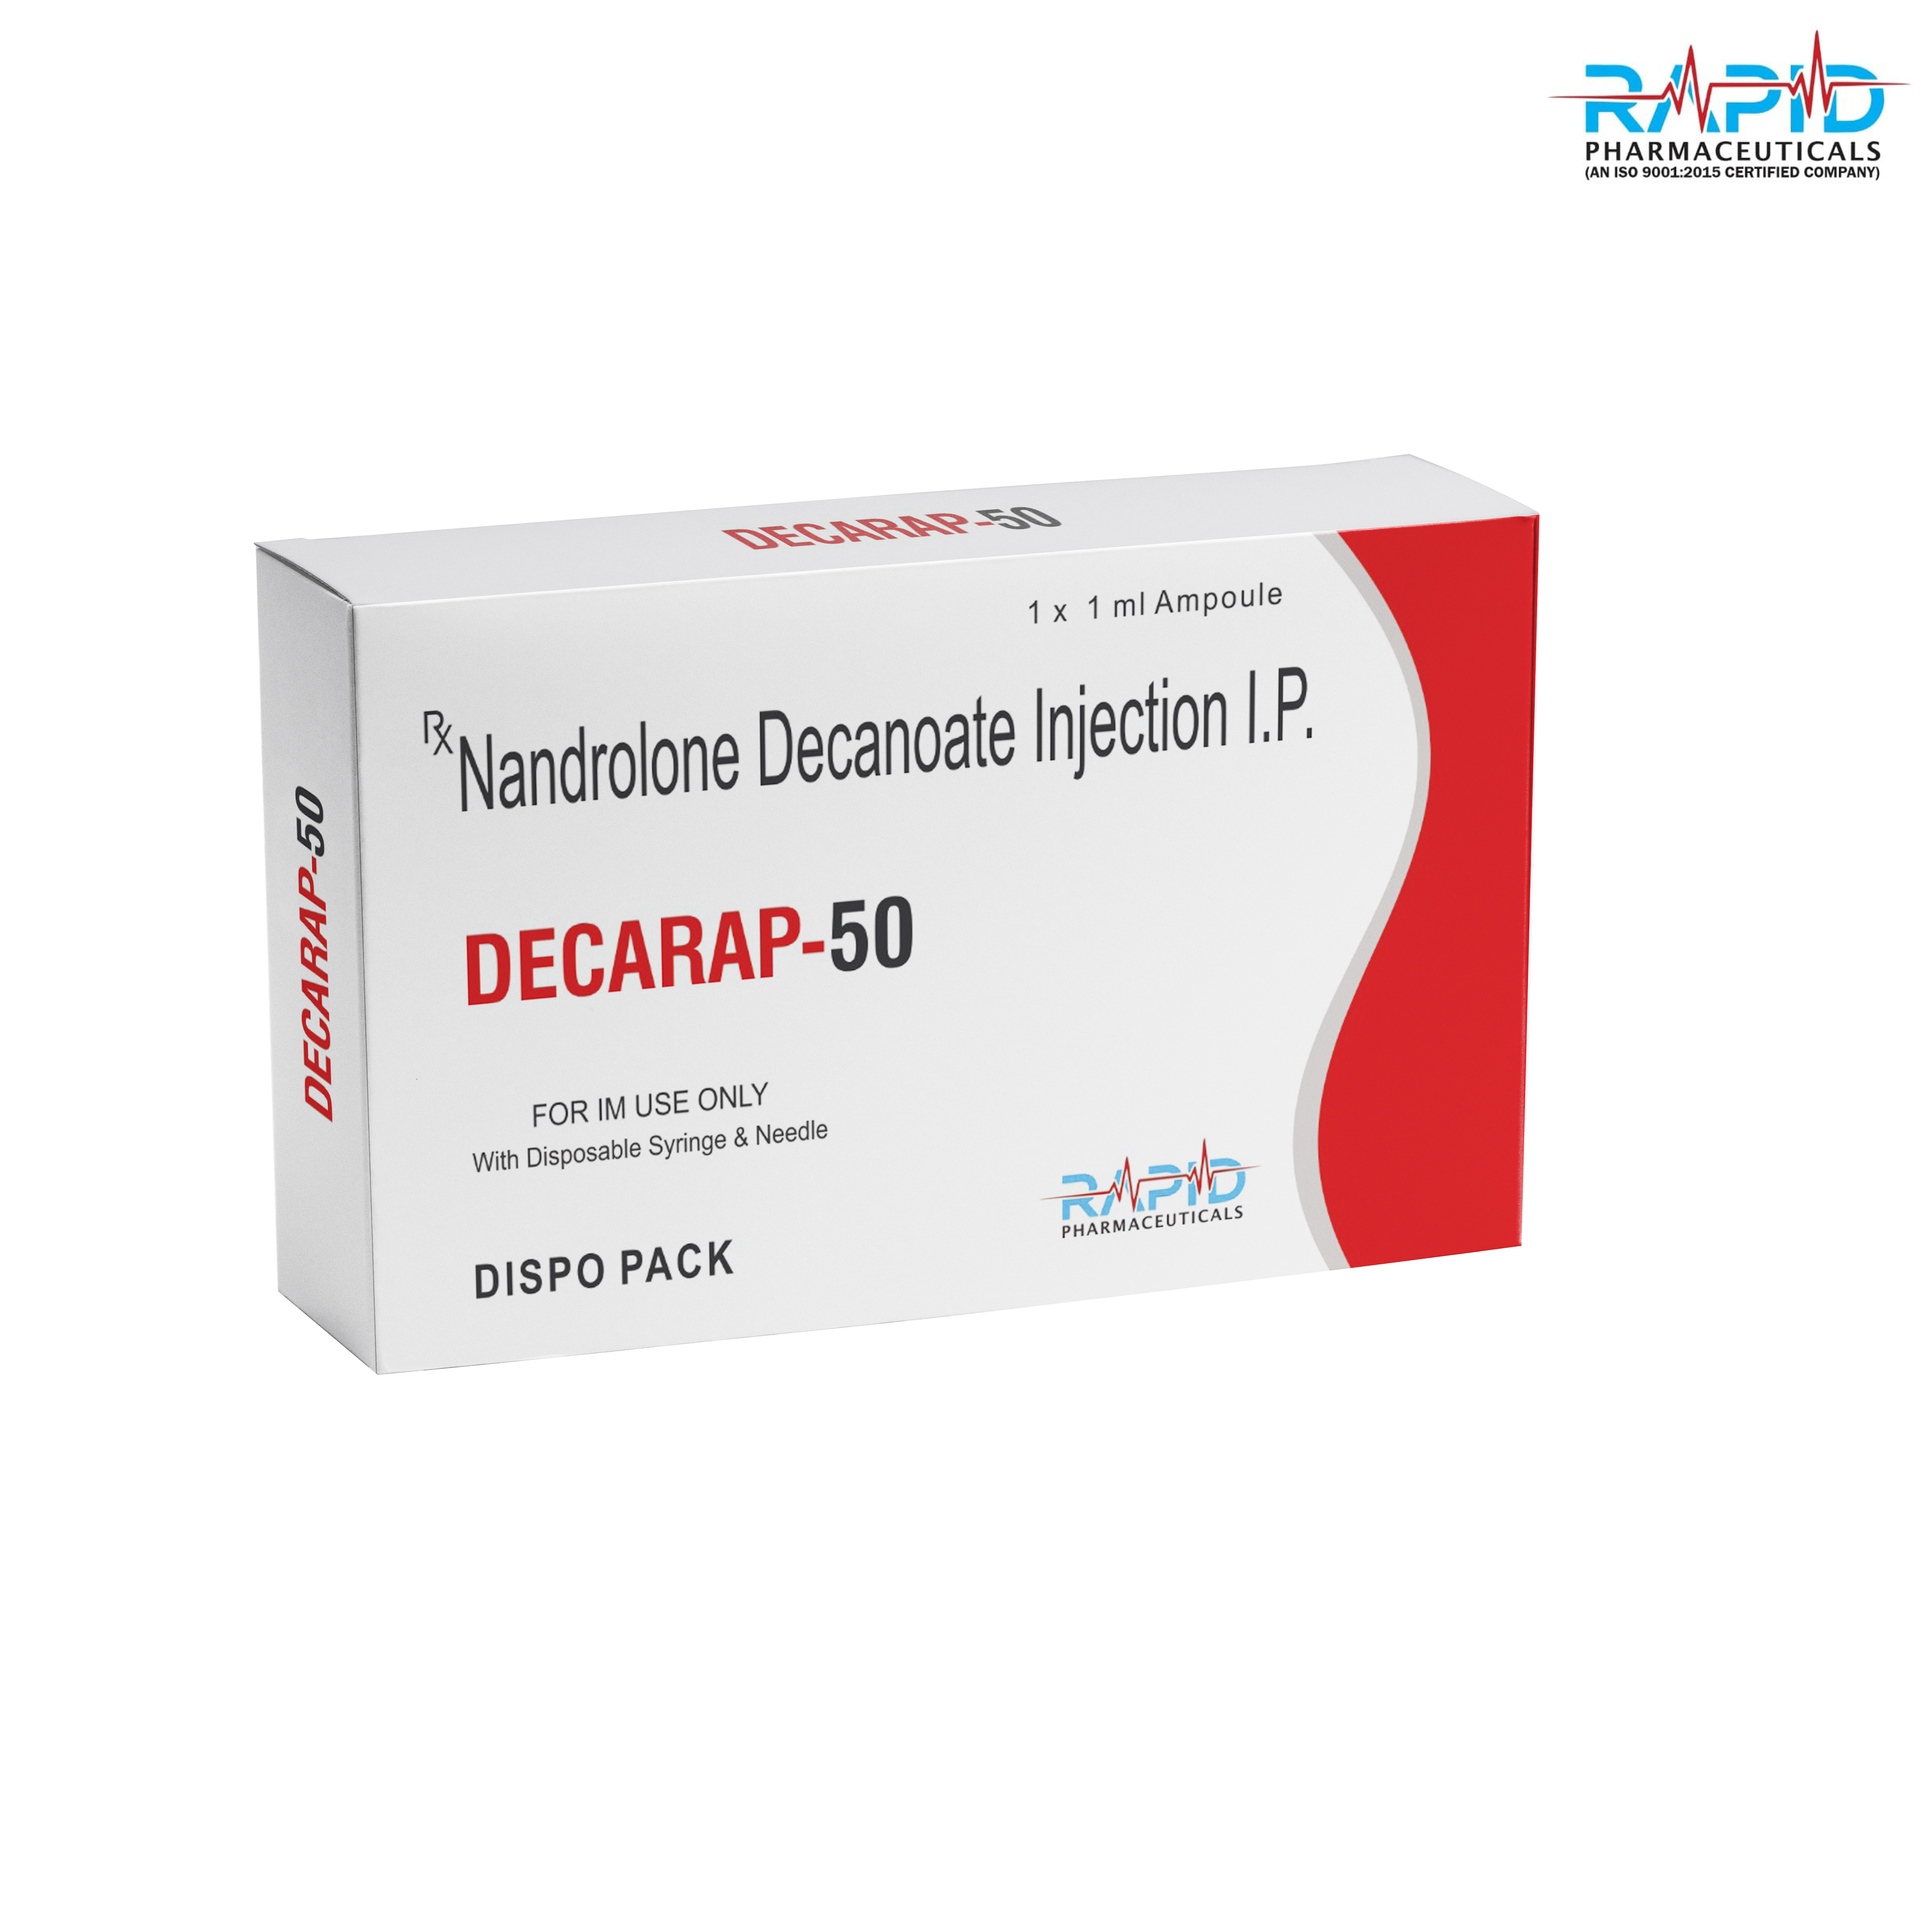 RAPID
PHARMACEUTICALS
(AN ISO 9001:2015 CERTIFIED COMPANY)
DECARAP-50
1 x 1 ml Ampoule
Rx Nandrolone Decanoate Injection I.P.
DECARAP-50
DECARAP-50
FOR IM USE ONLY
With Disposable Syringe & Needle
RAPID
PHARMACEUTICALS
DISPO PACK